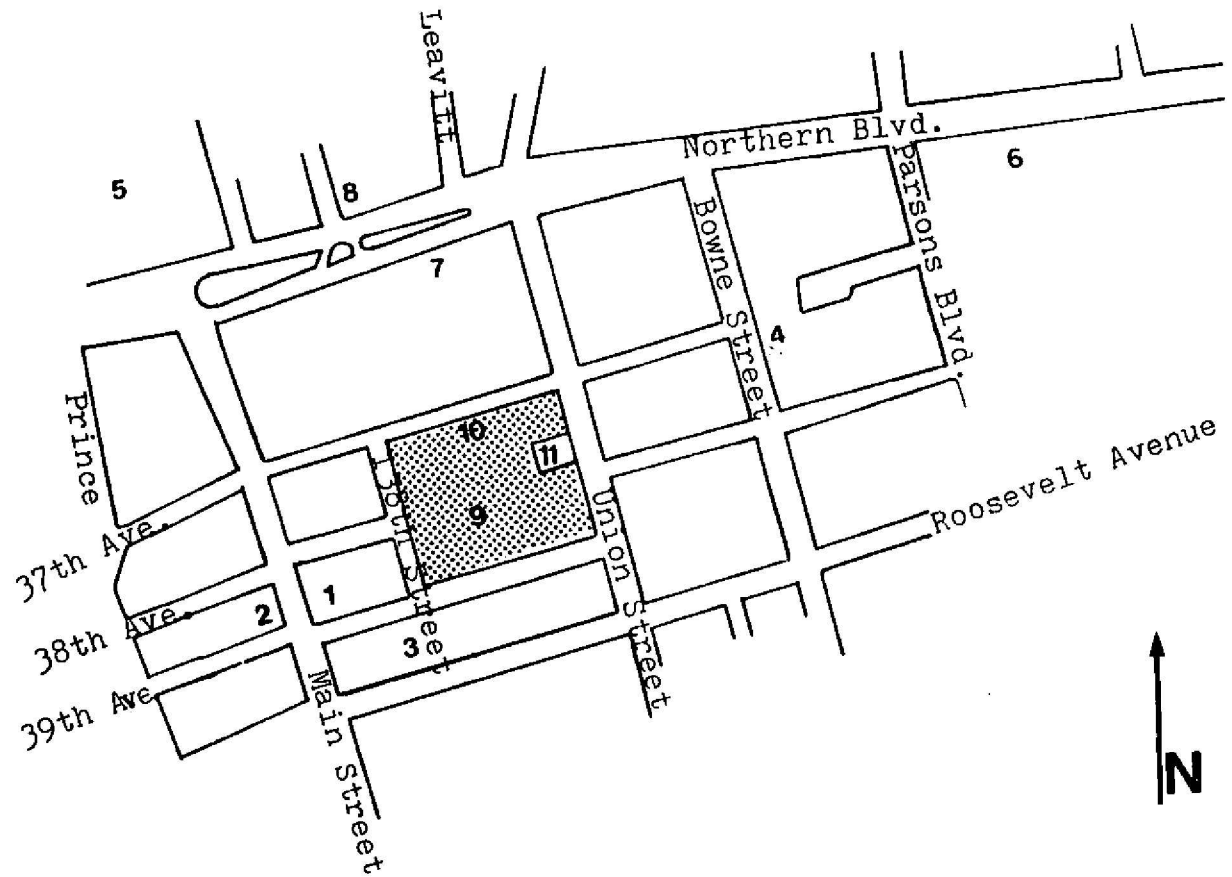 Leavitt
Northern Blvd.
5
8
6
Parsons Blvd.
7
Bowne Street
4
Prince
10
11
138th Street
9
Union Street
Roosevelt Avenue
37th Ave.
1
2
38th Ave.
3
39th Ave
Main Street
N